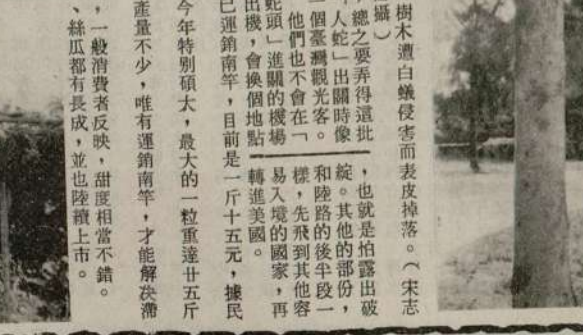 樹木遭白蟻侵害而表皮掉落。（宋志
攝）
，總之要弄得這批
人蛇」出關時像
一個臺灣觀光客。
他們也不會在「
蛇頭」進關的機場
出機，會換個地點
，也就是怕露出破
綻。其他的部份，
和陸路的後半段一
樣，先飛到其他容
易入境的國家，再
轉進美國。
已運銷南竿，目前是一斤十五元，據民
今年特別碩大，最大的一粒重達廿五斤
產量不少，唯有運銷南竿，才能解決滯
，一般消費者反映，甜度相當不錯。
、絲瓜都有長成，並也陸續上市。